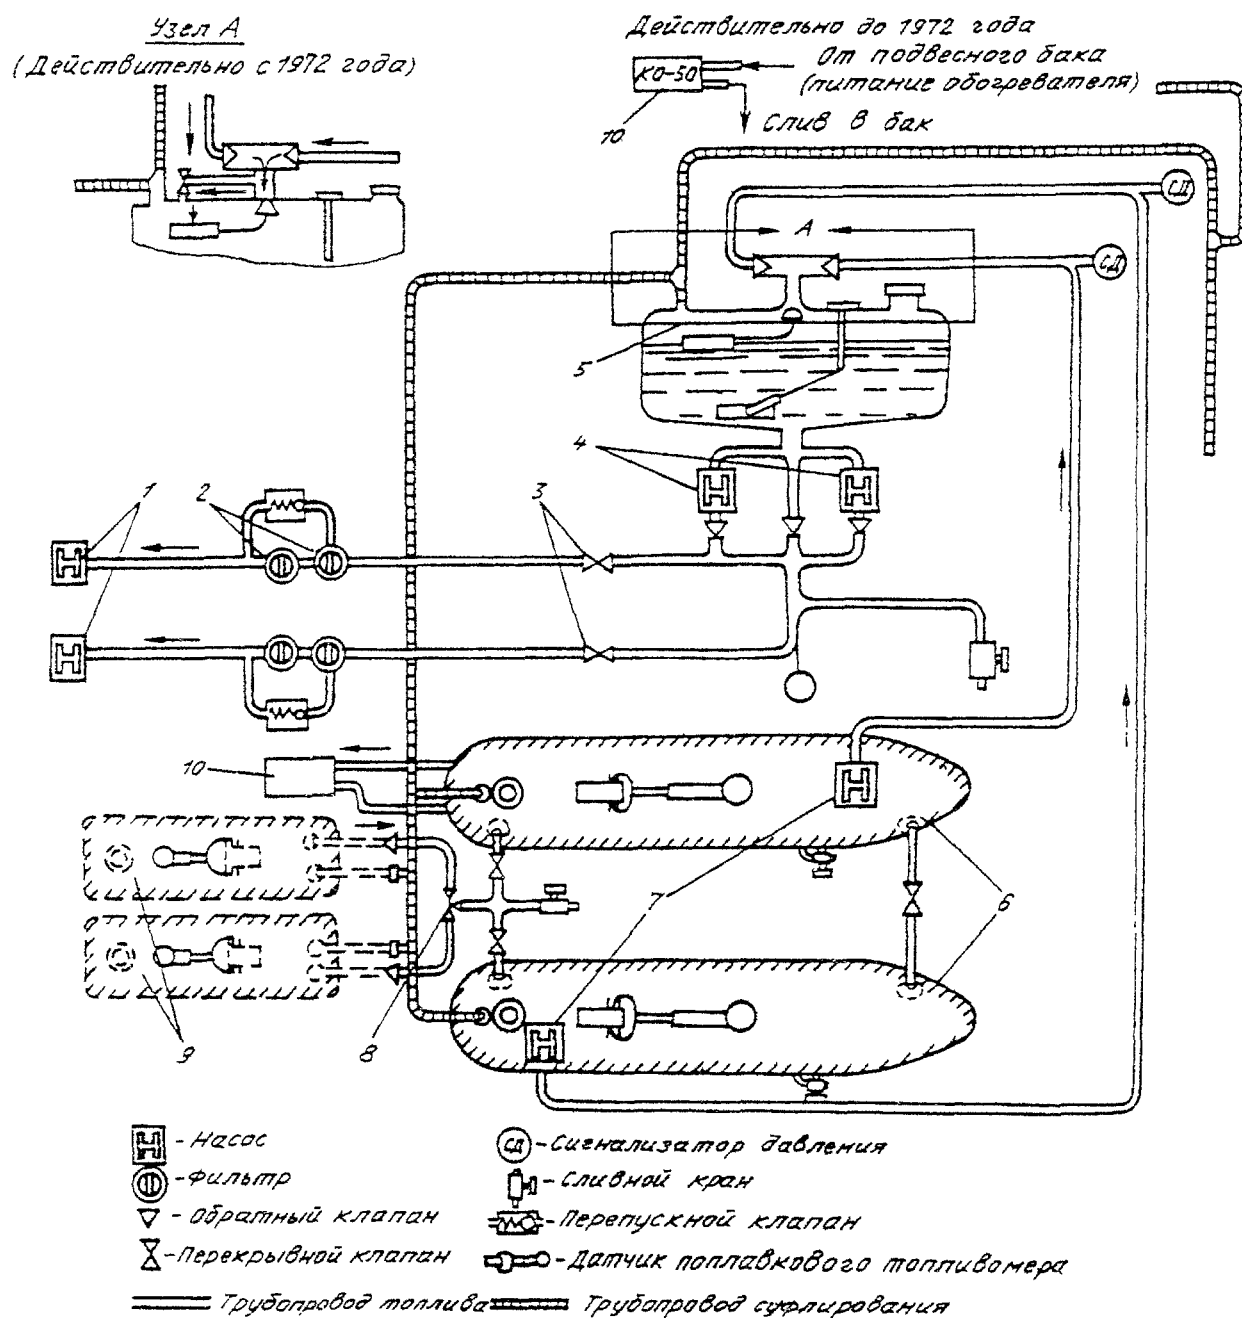 Узел А
(Действительно с 1972 года)
Действительно до 1972 года
КО-50
От подвесного бака
(питание обогревателя)
10
Слив в бак
СД
А
СД
5
4
1
2
3
10
7
6
9
8
Насос
СД - Сигнализатор давления
- Фильтр
- Сливной кран
- Обратный клапан
- Перепускной клапан
- Перекрывной клапан
- Датчик поплавкового топливомера
Трубопровод топлива
Трубопровод суфлирования